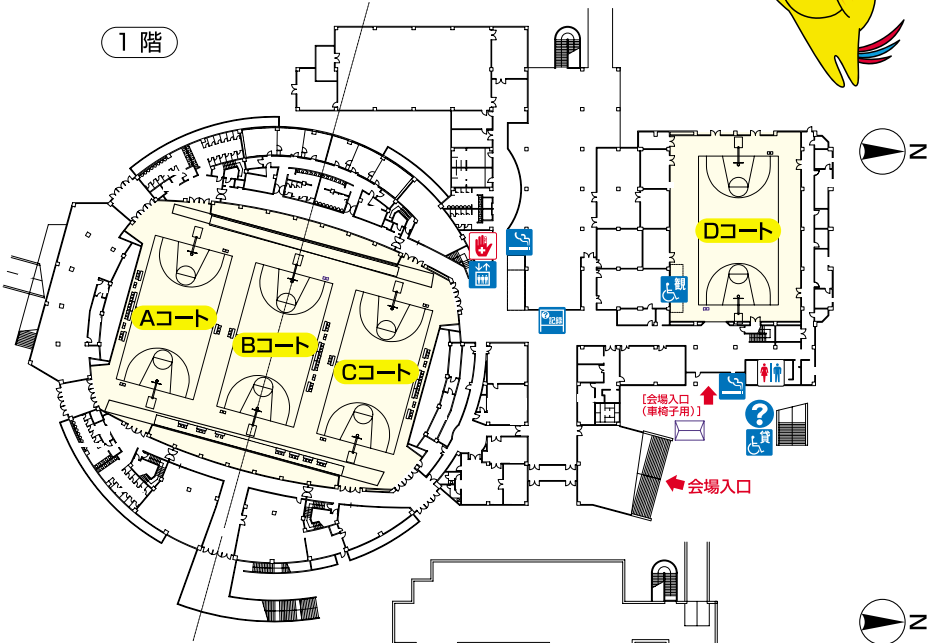 1階
N
Dコート
観
Aコート
?記録
Bコート
Cコート
[会場入口
(車椅子用)]
?
貸
会場入口
N